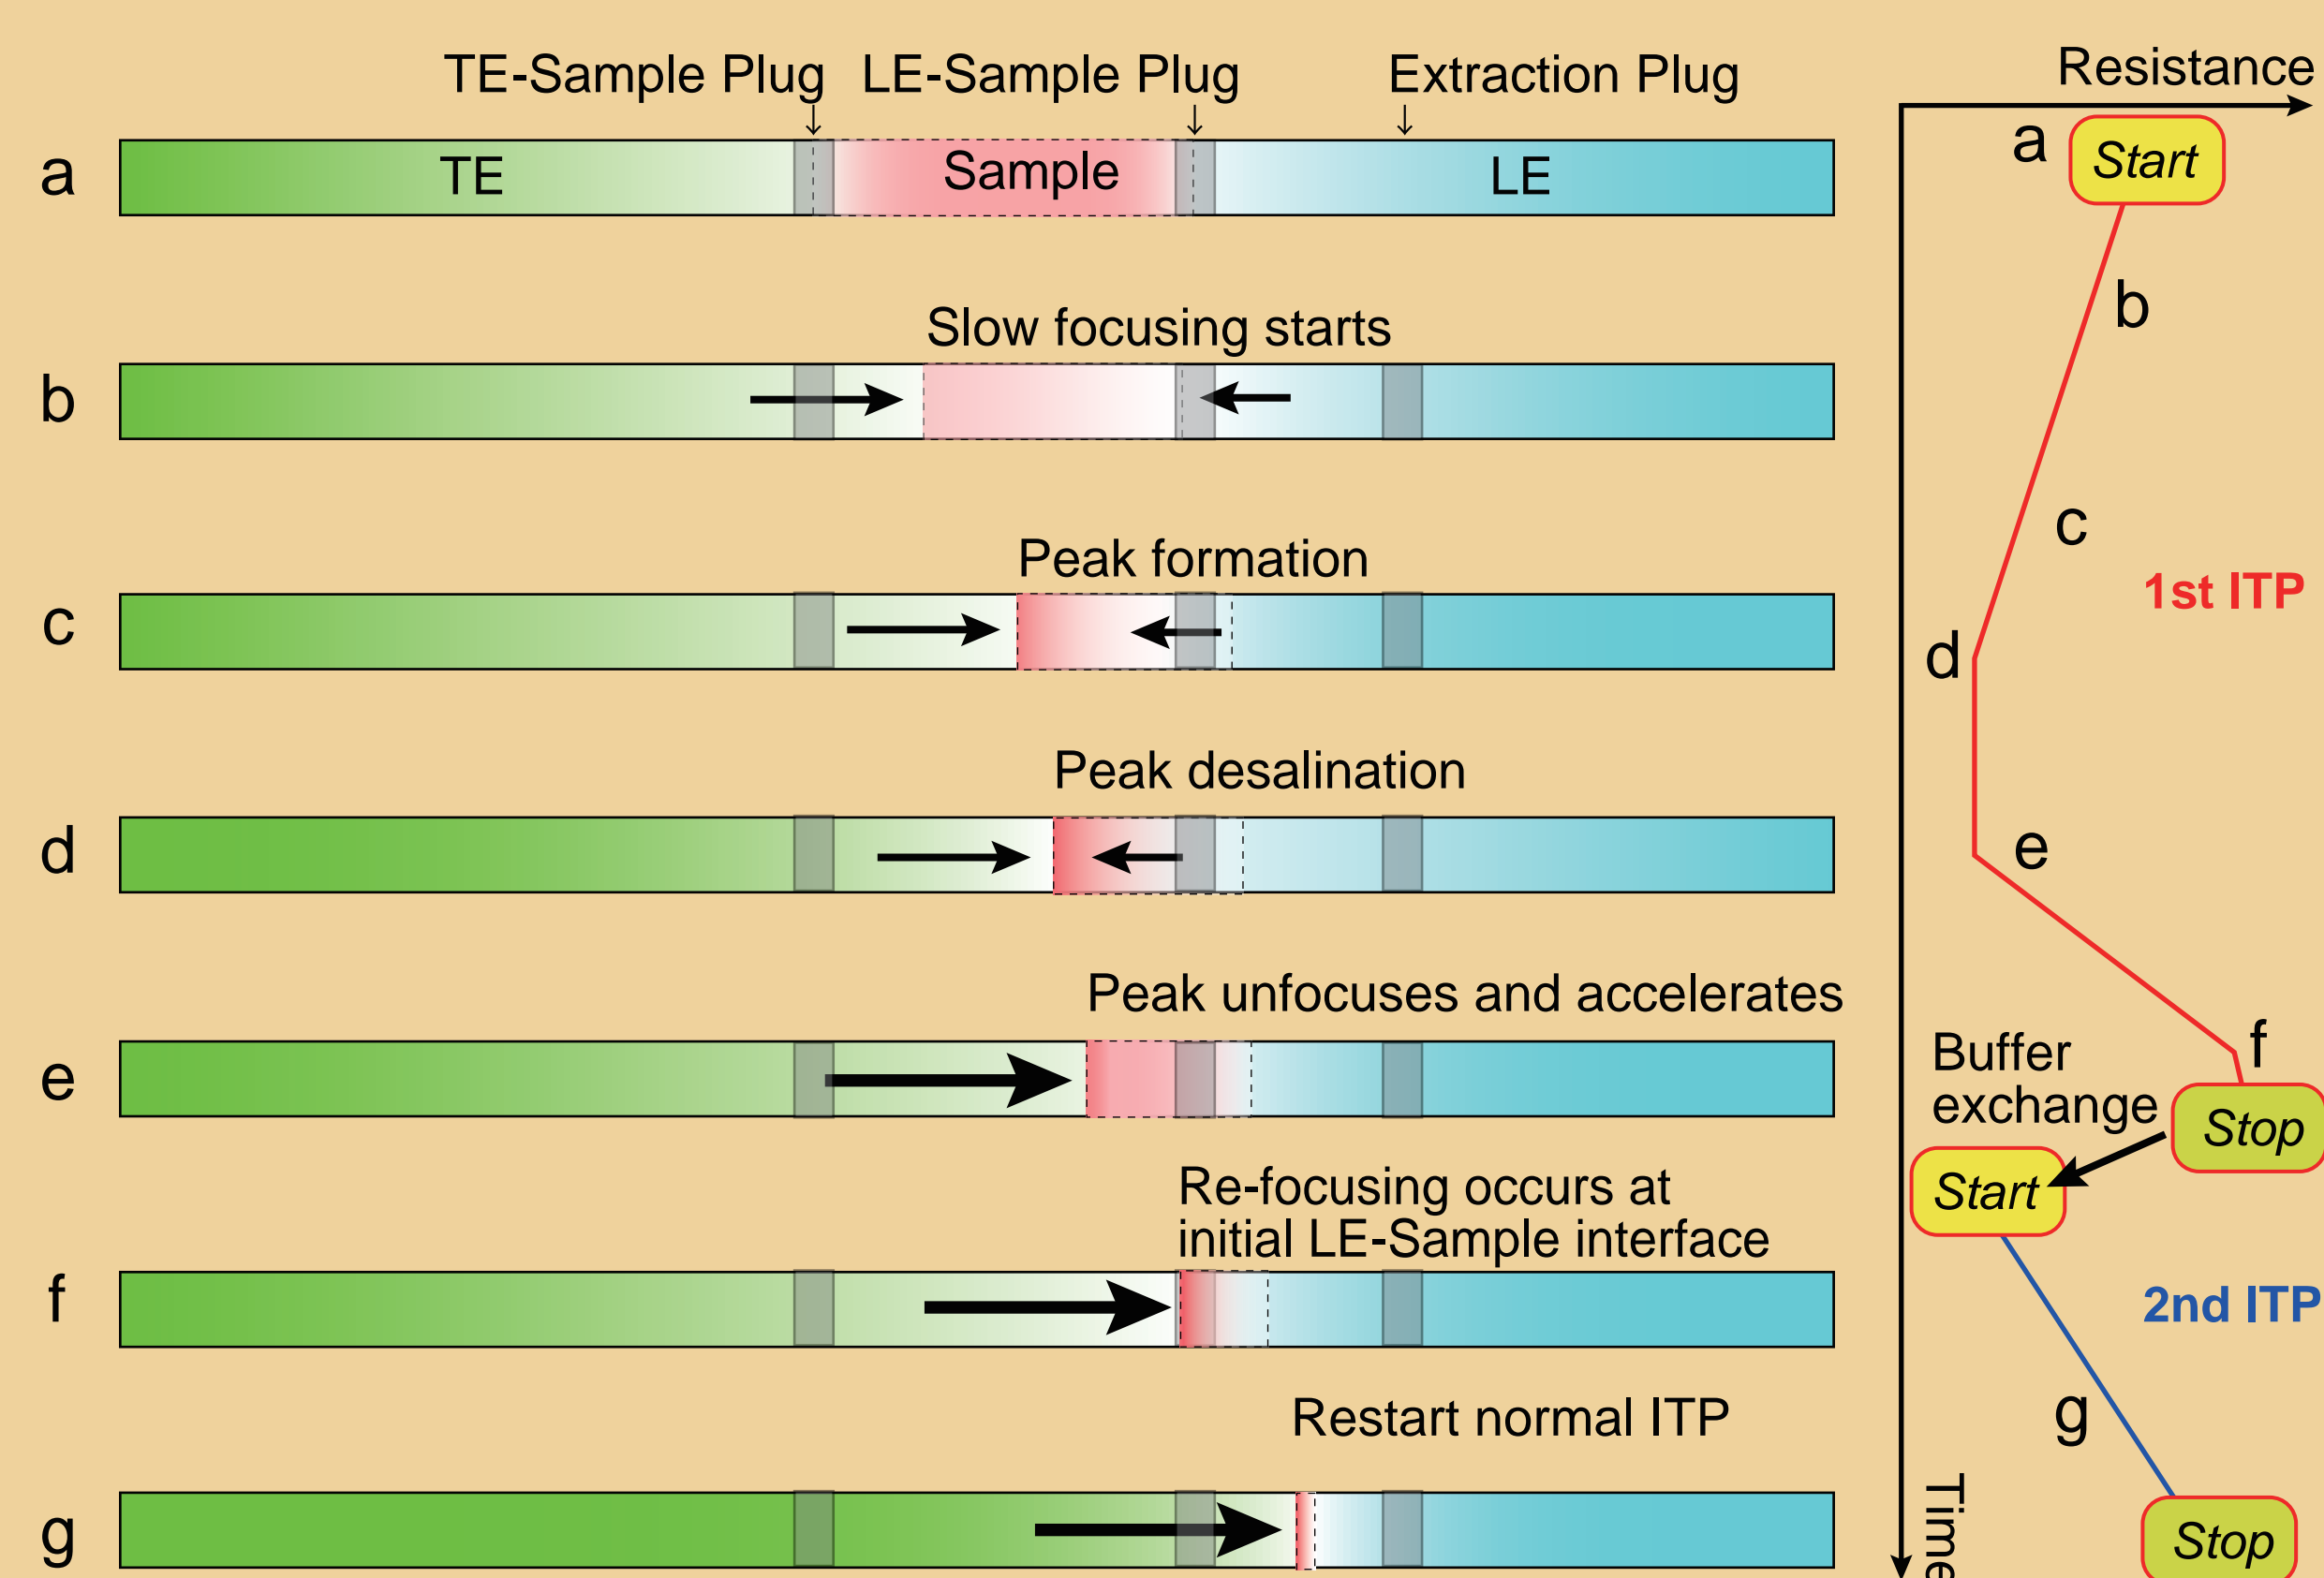 TE-Sample Plug
LE-Sample Plug
Extraction Plug
Resistance
a
TE
Sample
LE
a
Start
b
Slow focusing starts
b
c
Peak formation
c
1st ITP
d
Peak desalination
d
e
Peak unfocuses and accelerates
e
f
Buffer
exchange
Stop
Start
Re-focusing occurs at
initial LE-Sample interface
f
2nd ITP
Restart normal ITP
g
g
Time
Stop